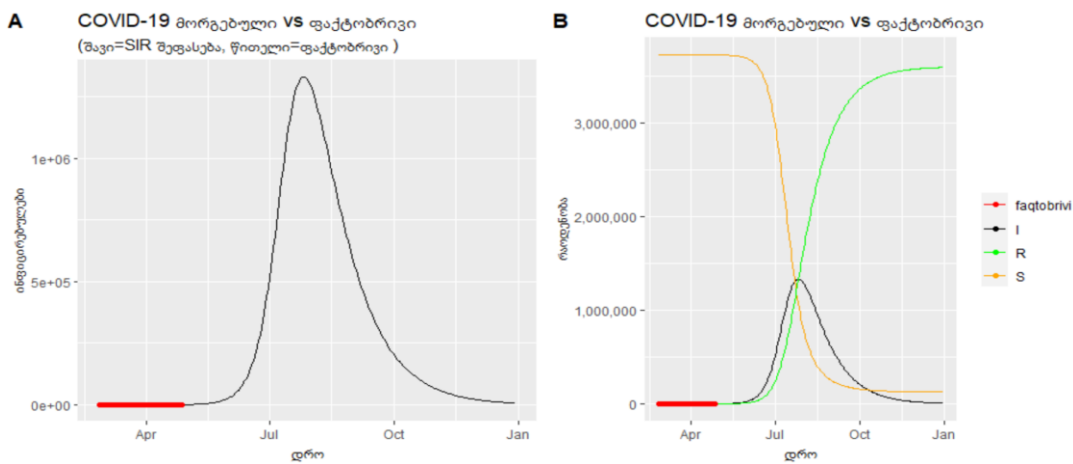 A
COVID-19 მორგებული vs ფაქტობრივი
(შავი=SIR შეფასება, წითელი=ფაქტობრივი )
ინფიცირებულები
1e+06
5e+05
0e+00
Apr
Jul
Oct
Jan
დრო
B
COVID-19 მორგებული vs ფაქტობრივი
რაოდენობა
3,000,000
2,000,000
1,000,000
0
Apr
Jul
Oct
Jan
დრო
faqtobrivi
I
R
S